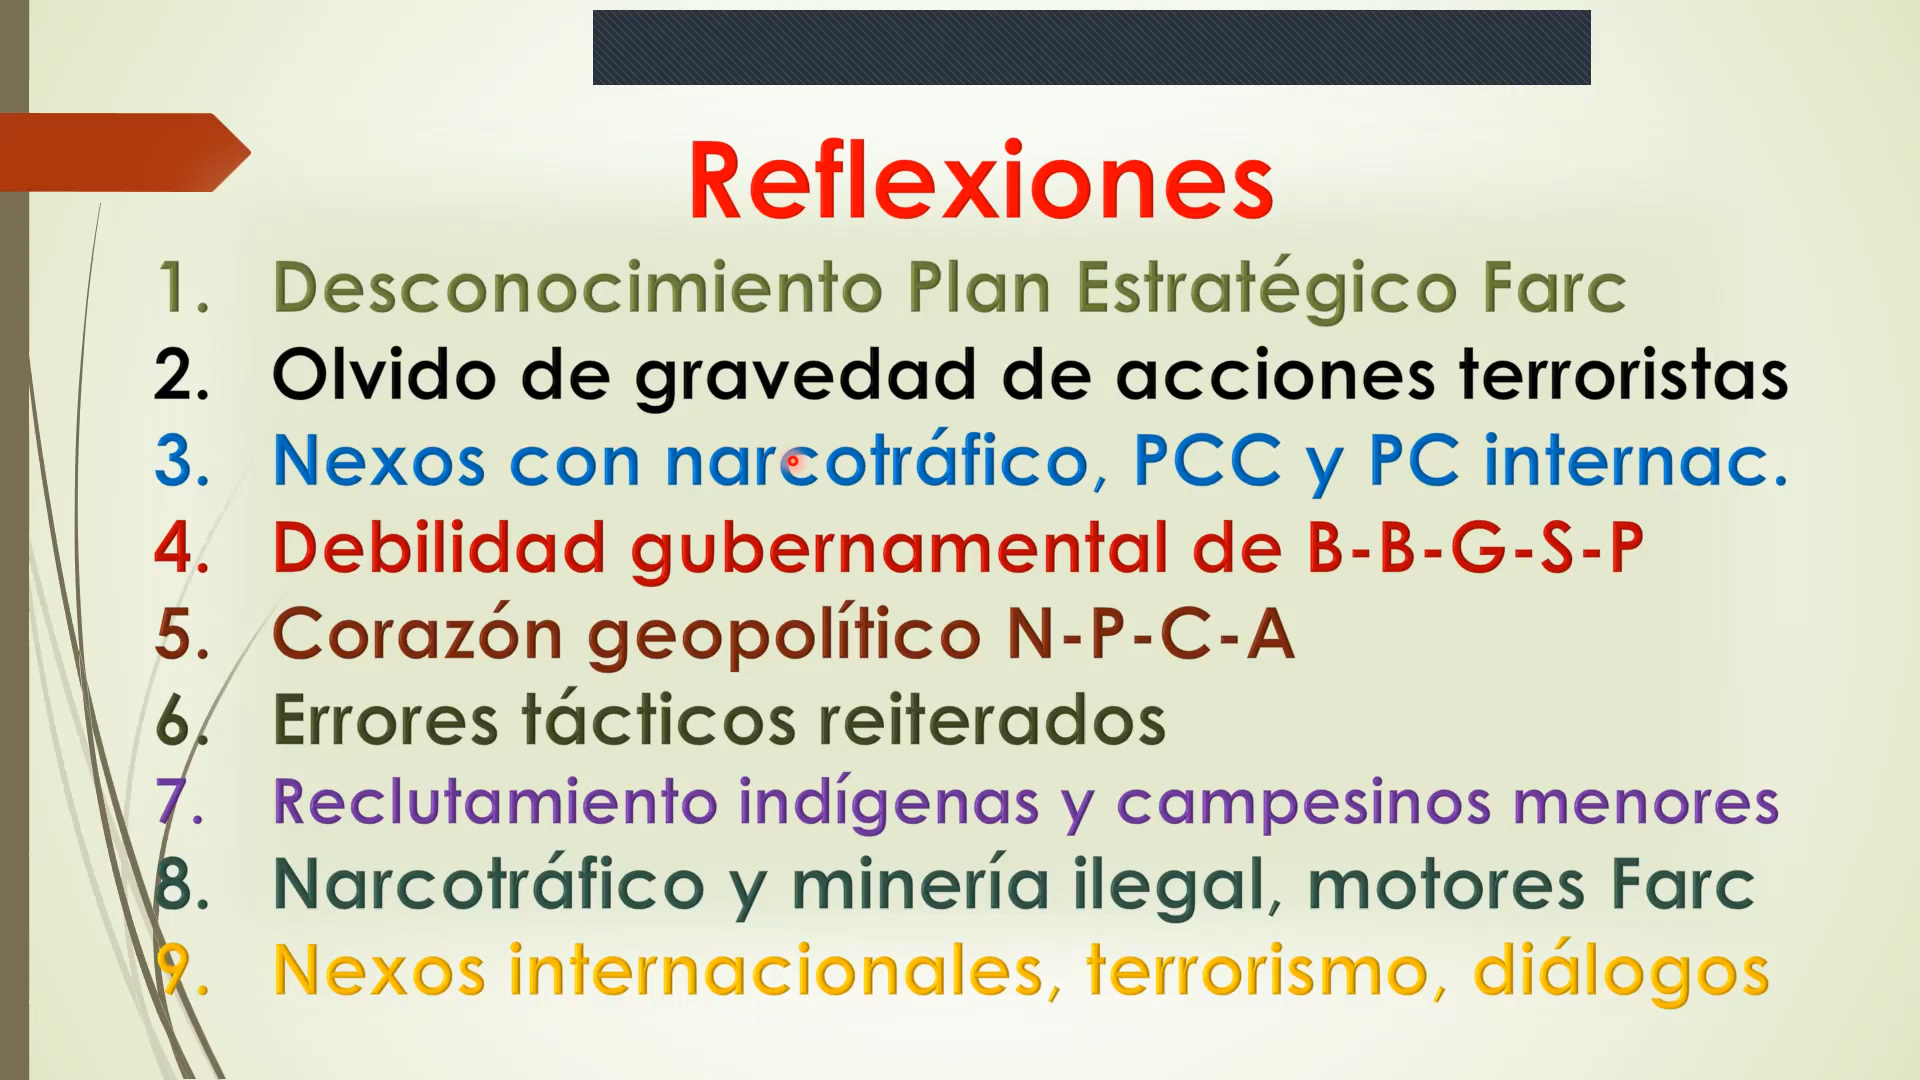 Reflexiones
1. Desconocimiento Plan Estratégico Farc
2. Olvido de gravedad de acciones terroristas
3. Nexos con narcotráfico, PCC y PC internac.
4. Debilidad gubernamental de B-B-G-S-P
5. Corazón geopolítico N-P-C-A
6. Errores tácticos reiterados
7. Reclutamiento indígenas y campesinos menores
8. Narcotráfico y minería ilegal, motores Farc
9. Nexos internacionales, terrorismo, diálogos